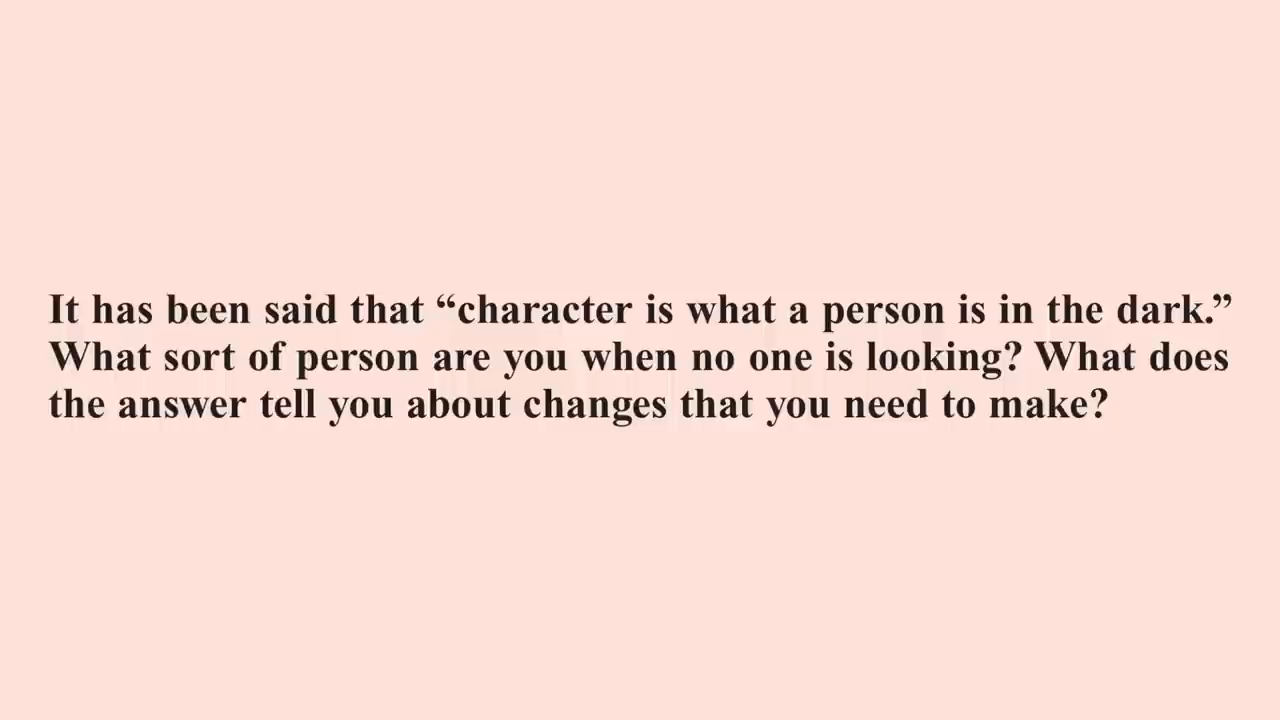 It has been said that “character is what a person is in the dark.”
What sort of person are you when no one is looking? What does
the answer tell you about changes that you need to make?